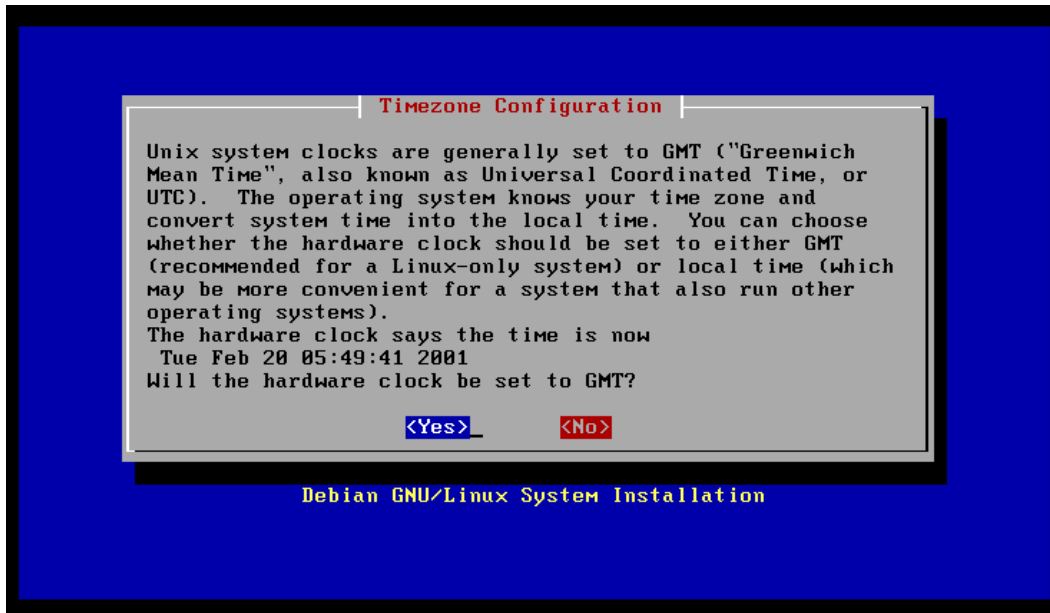 Timezone Configuration
Unix system clocks are generally set to GMT ("Greenwich
Mean Time", also known as Universal Coordinated Time, or
UTC).  The operating system knows your time zone and
convert system time into the local time.  You can choose
whether the hardware clock should be set to either GMT
(recommended for a Linux-only system) or local time (which
may be more convenient for a system that also run other
operating systems).
The hardware clock says the time is now
Tue Feb 20 05:49:41 2001
Will the hardware clock be set to GMT?
<Yes> <No>
Debian GNU/Linux System Installation